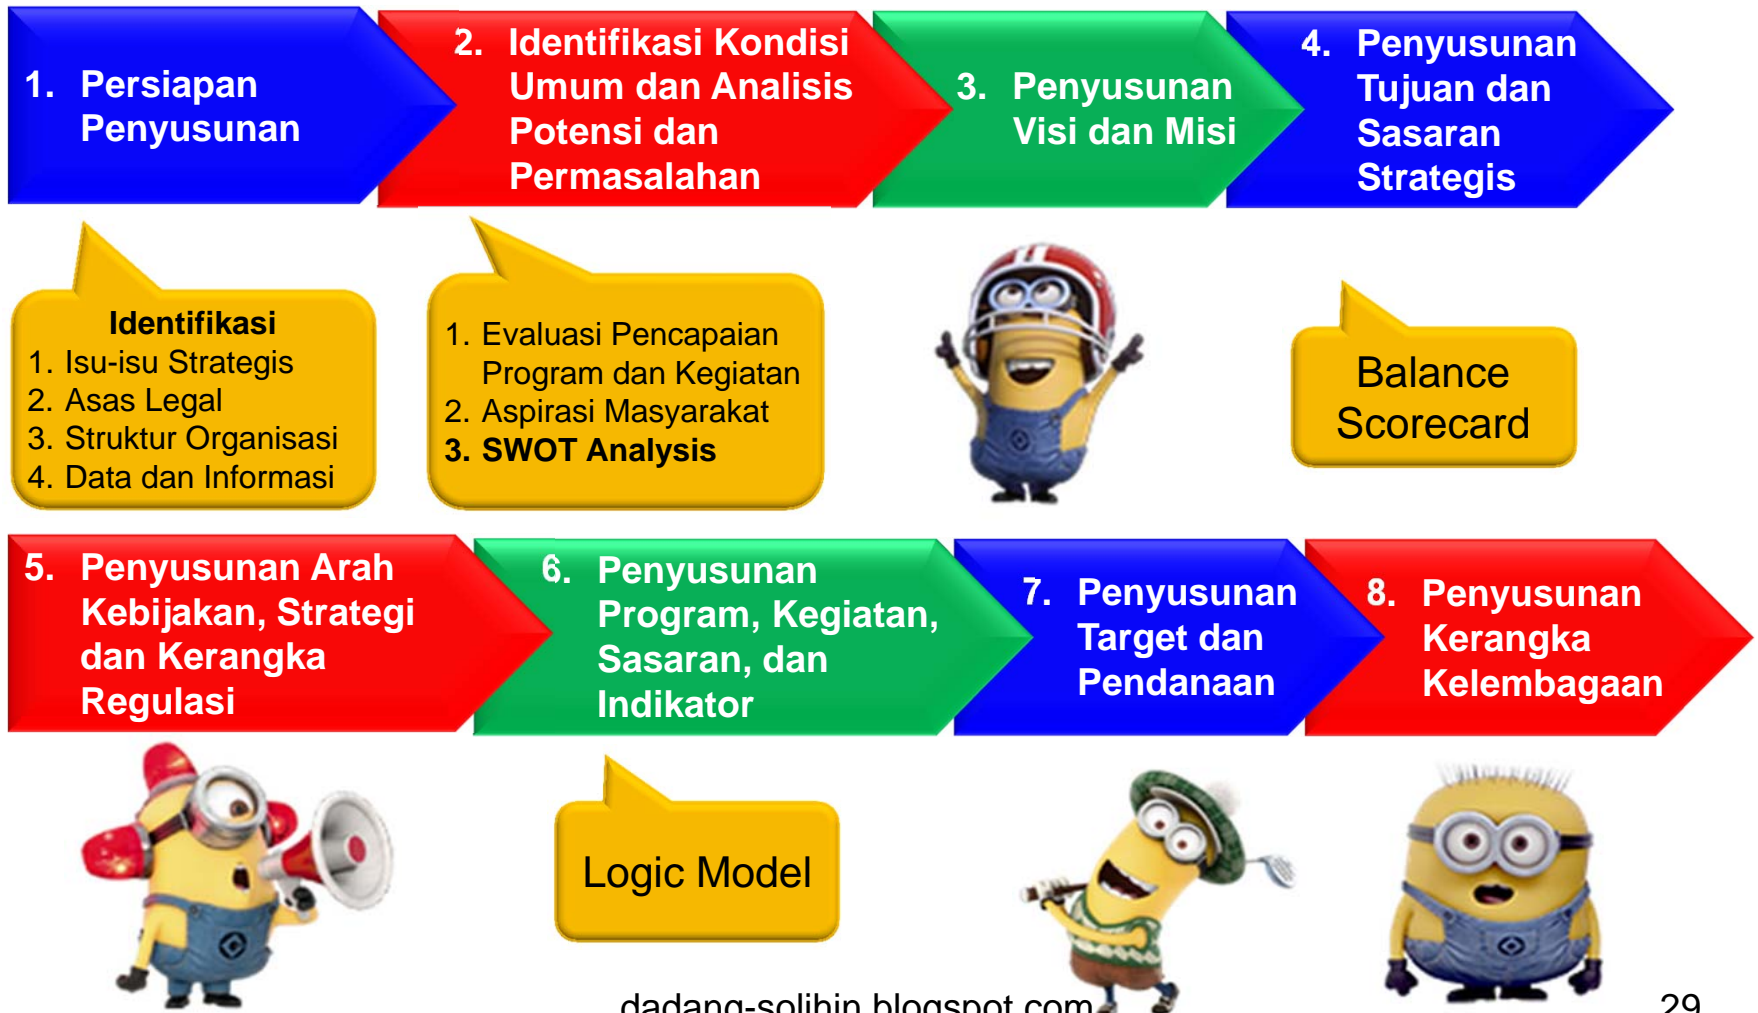 1. Persiapan
Penyusunan
2. Identifikasi Kondisi
Umum dan Analisis
Potensi dan
Permasalahan
3. Penyusunan
Visi dan Misi
4. Penyusunan
Tujuan dan
Sasaran
Strategis
Identifikasi
1. Isu-isu Strategis
2. Asas Legal
3. Struktur Organisasi
4. Data dan Informasi
1. Evaluasi Pencapaian
Program dan Kegiatan
2. Aspirasi Masyarakat
3. SWOT Analysis
Balance
Scorecard
5. Penyusunan Arah
Kebijakan, Strategi
dan Kerangka
Regulasi
6. Penyusunan
Program, Kegiatan,
Sasaran, dan
Indikator
7. Penyusunan
Target dan
Pendanaan
8. Penyusunan
Kerangka
Kelembagaan
Logic Model
dadang-solihin.blogspot.com
29